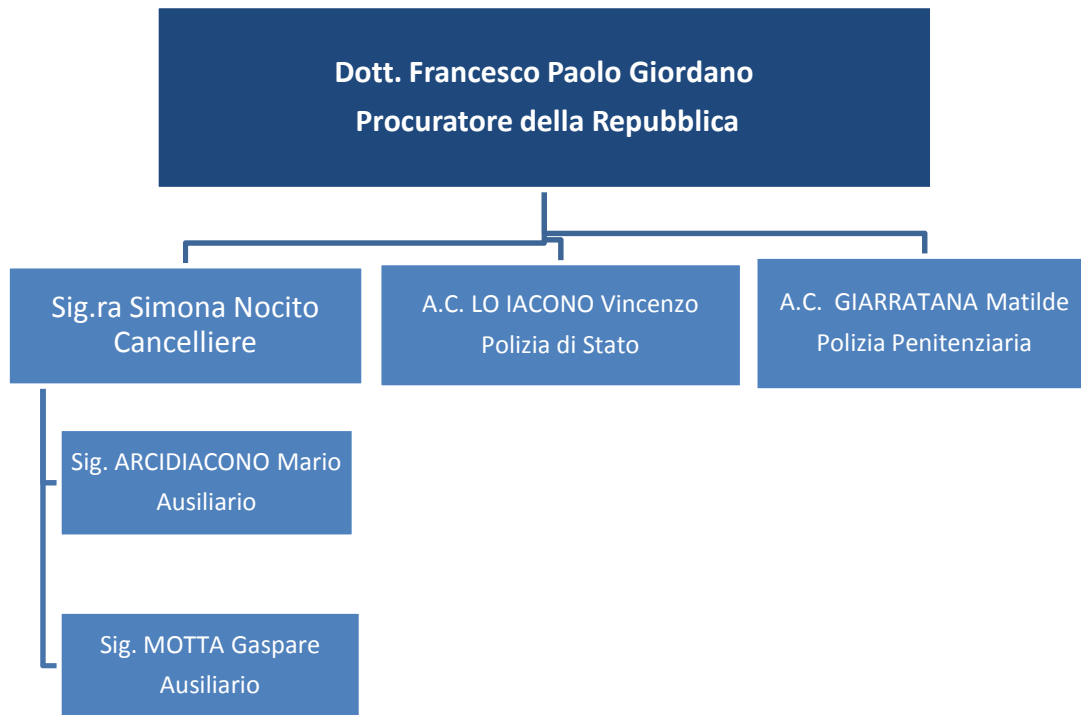 Dott. Francesco Paolo Giordano
Procuratore della Repubblica
Sig.ra Simona Nocito
Cancelliere
A.C. LO IACONO Vincenzo
Polizia di Stato
A.C. GIARRATANA Matilde
Polizia Penitenziaria
Sig. ARCIDIACONO Mario
Ausiliario
Sig. MOTTA Gaspare
Ausiliario